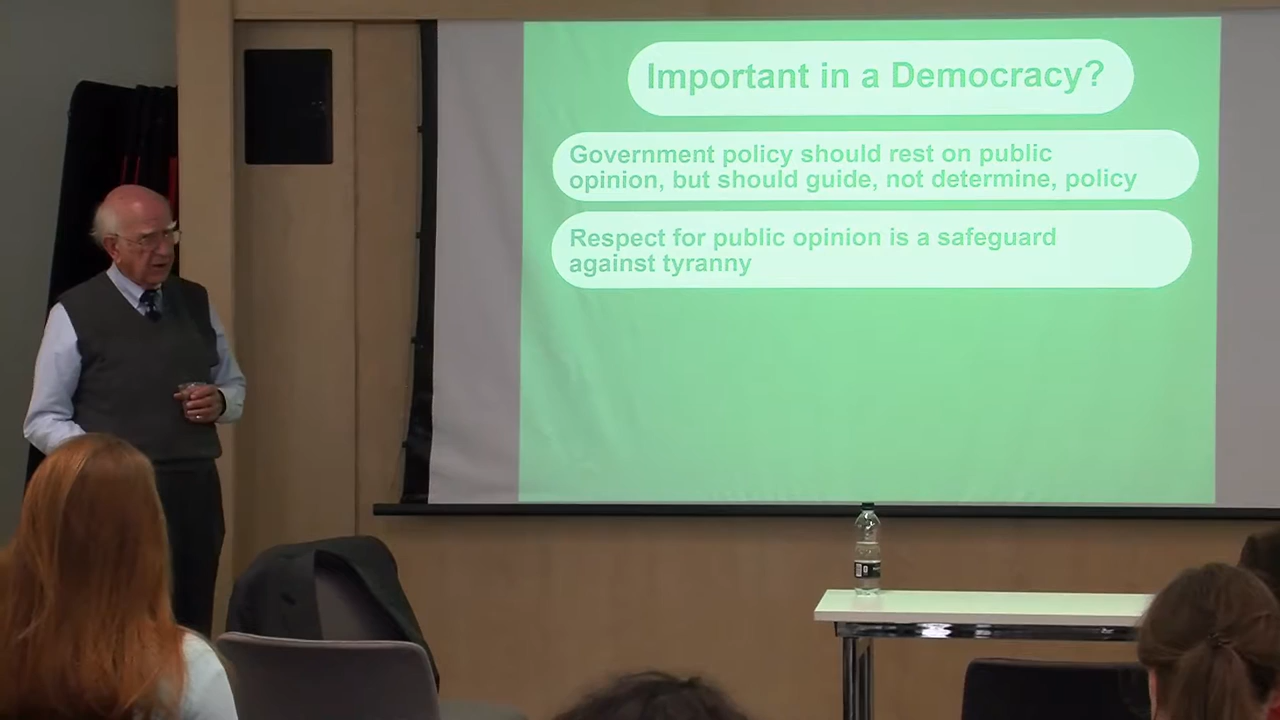 Important in a Democracy?
Government policy should rest on public
opinion, but should guide, not determine, policy
Respect for public opinion is a safeguard
against tyranny